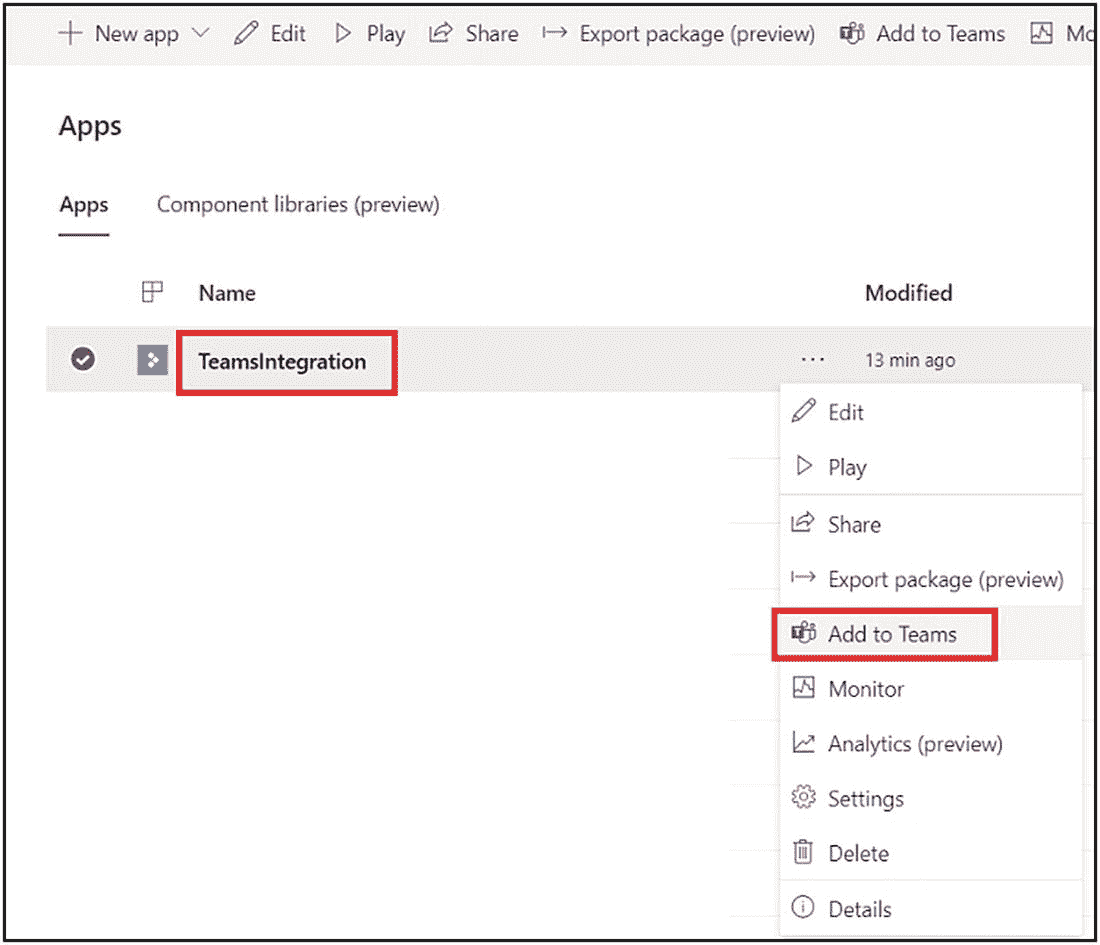 New app Edit Play Share Export package (preview) Add to Teams Mo
Apps
Apps Component libraries (preview)
Name Modified
TeamsIntegration ... 13 min ago
Edit
Play
Share
Export package (preview)
Add to Teams
Monitor
Analytics (preview)
Settings
Delete
Details